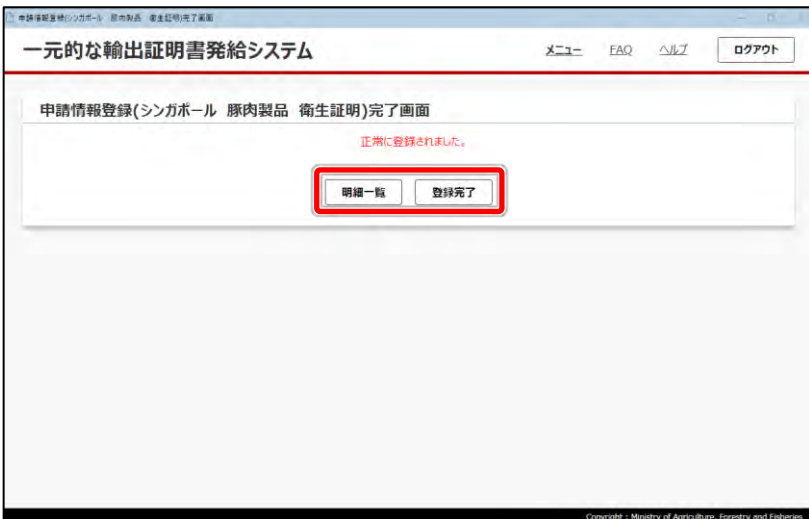 申請情報登録(シンガポール 豚肉製品 衛生証明)完了画面
一元的な輸出証明書発給システム
メニュー FAQ ヘルプ ログアウト
申請情報登録(シンガポール 豚肉製品 衛生証明)完了画面
正常に登録されました。
明細一覧 登録完了
Copyright : Ministry of Agriculture, Forestry and Fisheries